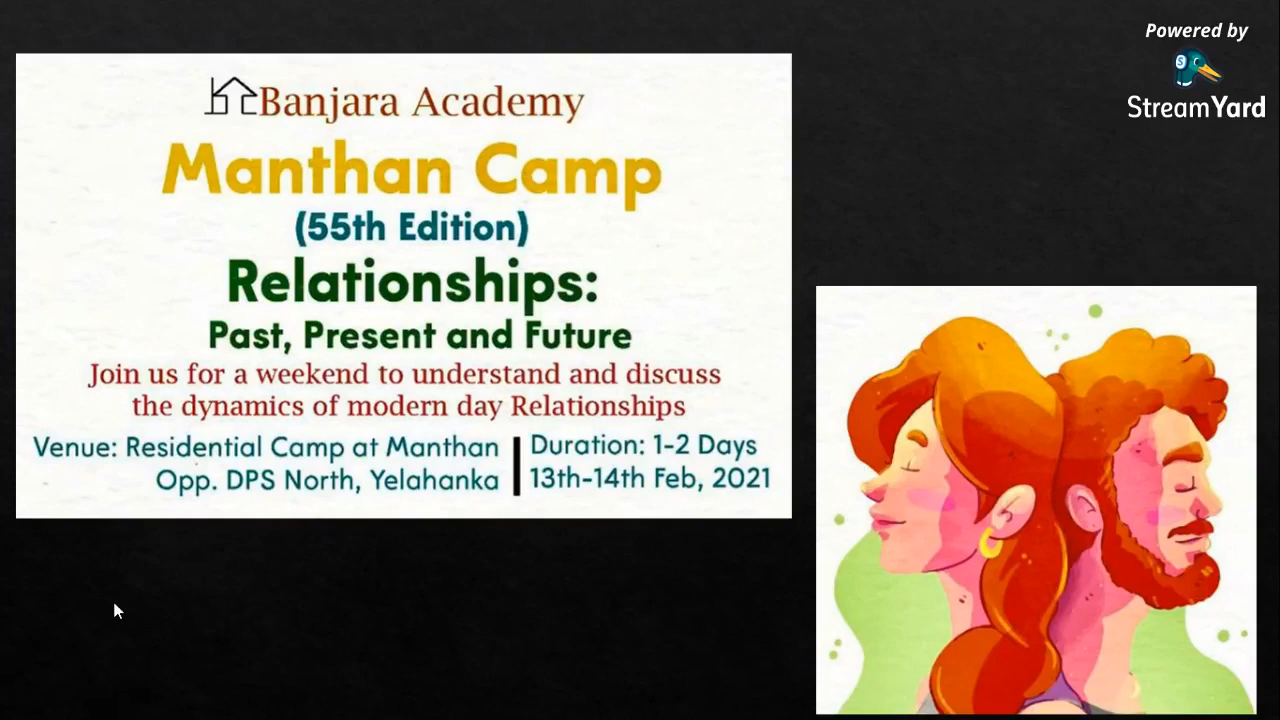 Powered by
StreamYard
Banjara Academy
Manthan Camp
(55th Edition)
Relationships:
Past, Present and Future
Join us for a weekend to understand and discuss
the dynamics of modern day Relationships
Venue: Residential Camp at Manthan
Opp. DPS North, Yelahanka
Duration: 1-2 Days
13th-14th Feb, 2021